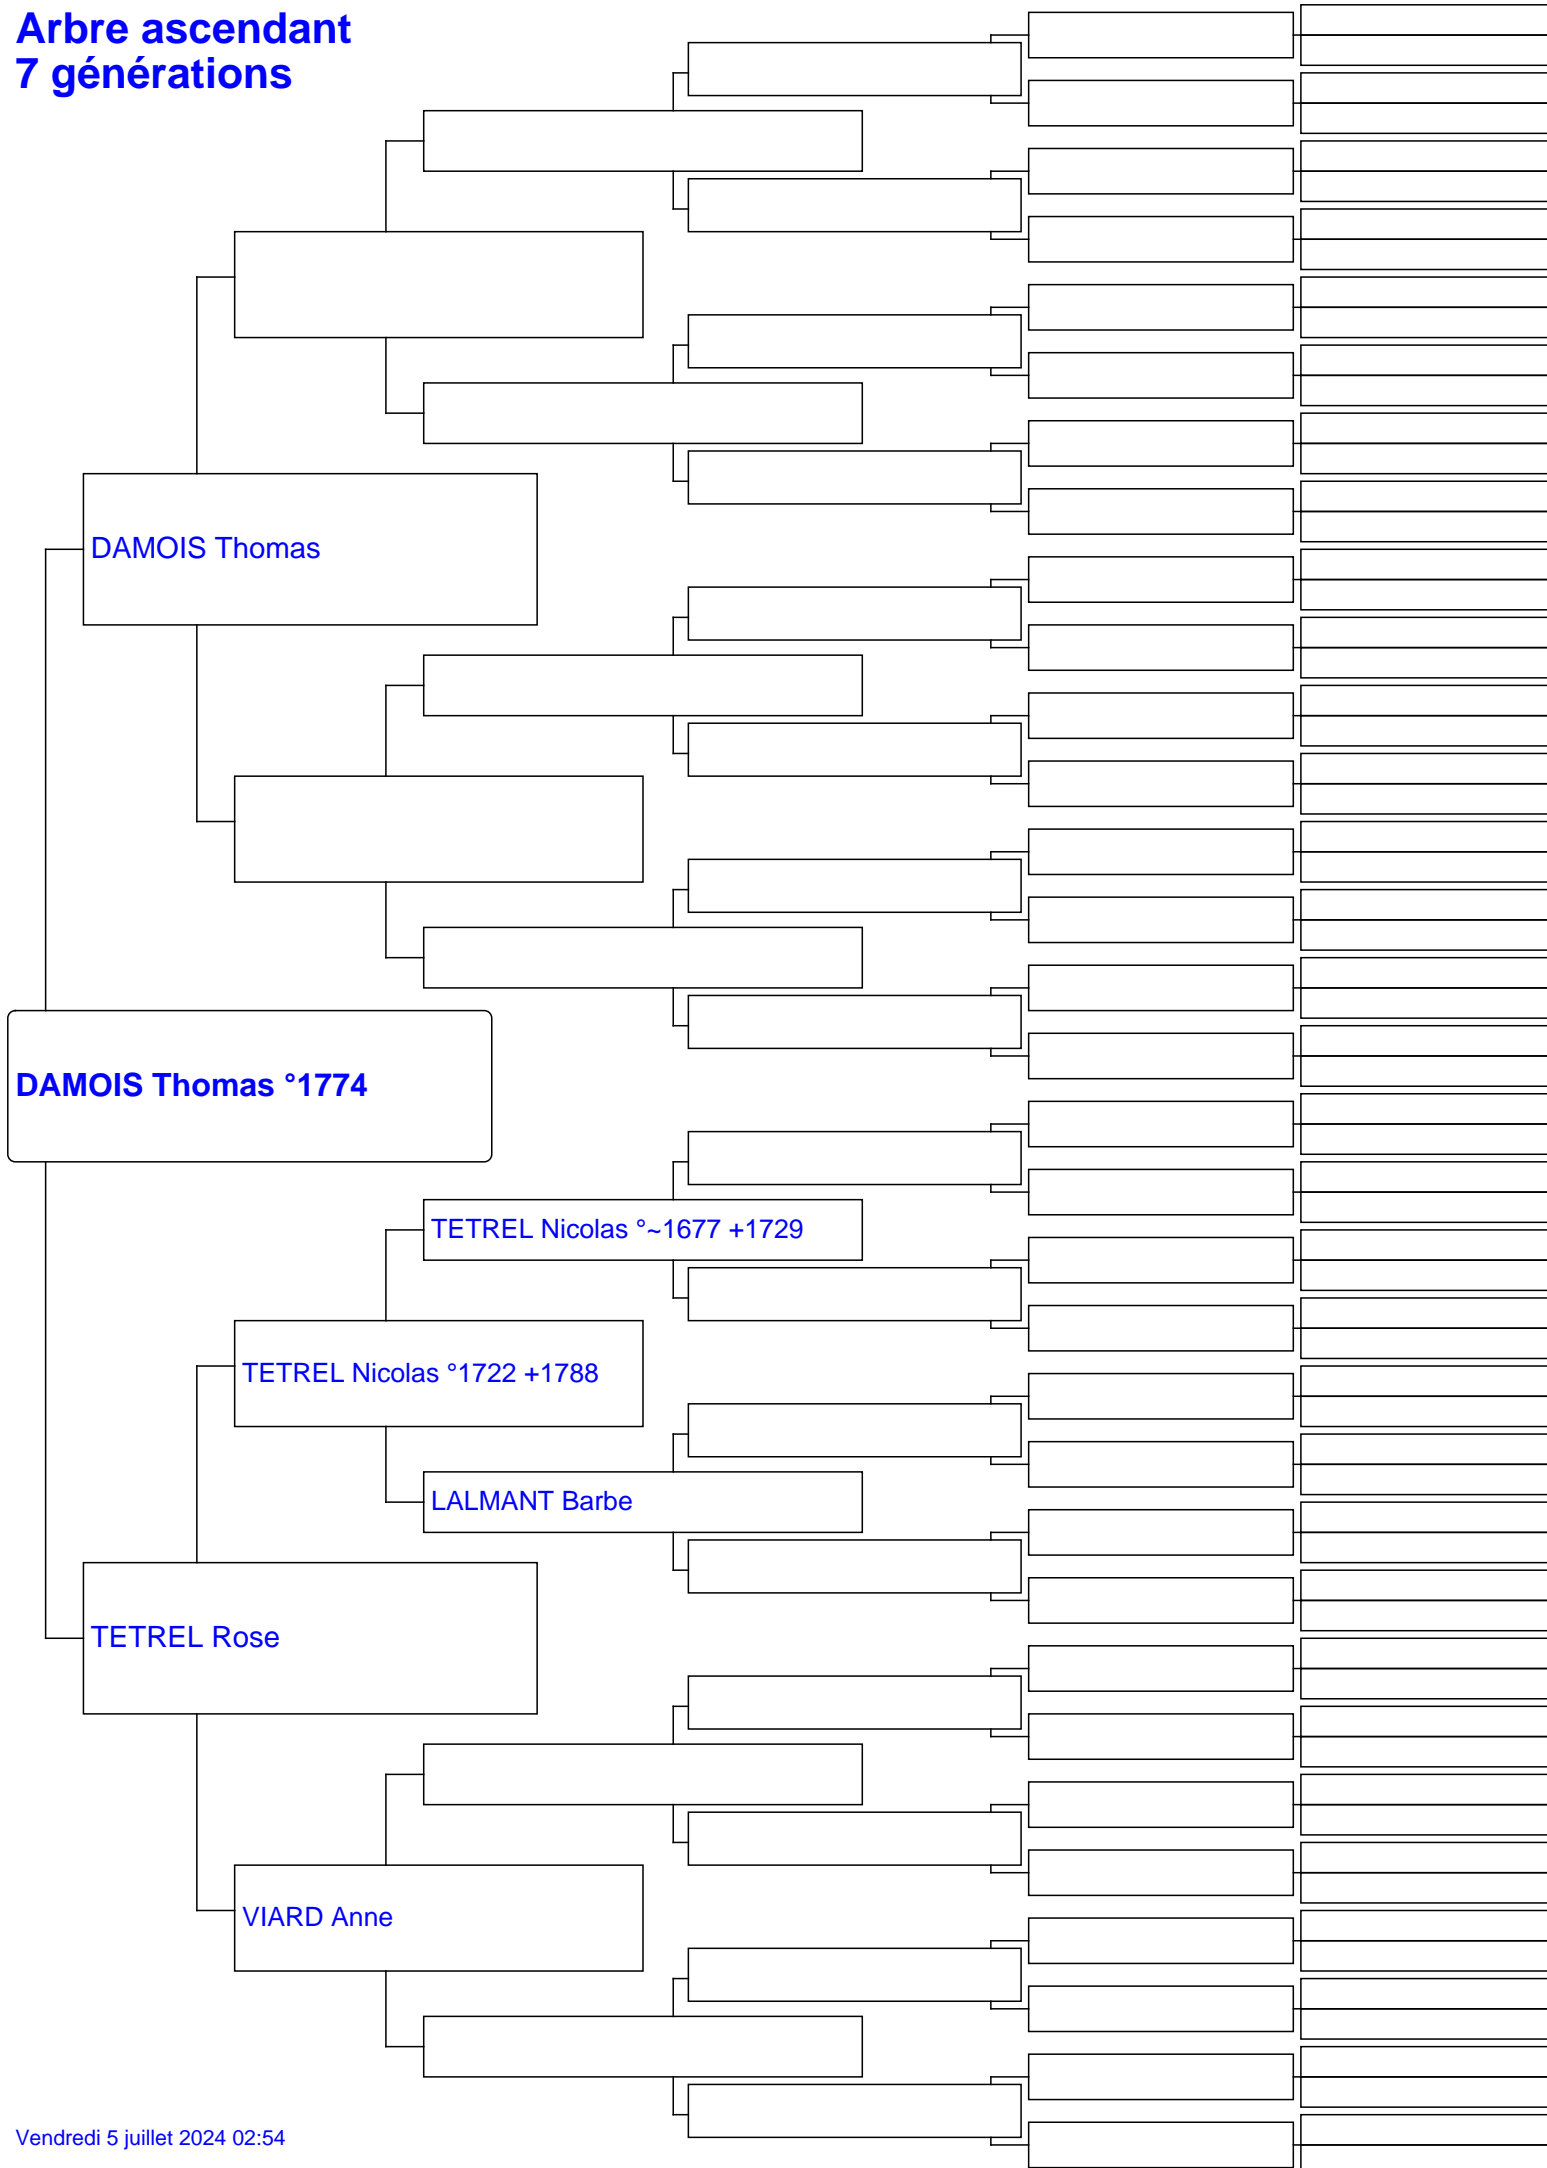 Arbre ascendant
7 générations
DAMOIS Thomas
DAMOIS Thomas °1774
TETREL Nicolas °~1677 +1729
TETREL Nicolas °1722 +1788
LALMANT Barbe
TETREL Rose
VIARD Anne
Vendredi 5 juillet 2024 02:54